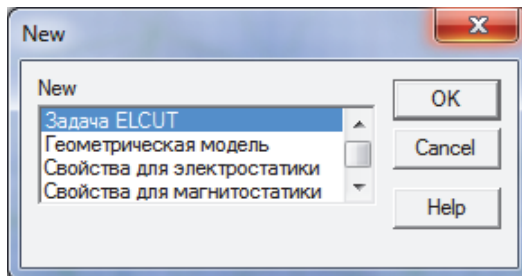 New
New
Задача ELCUT
Геометрическая модель
Свойства для электростатики
Свойства для магнитостатики
OK
Cancel
Help